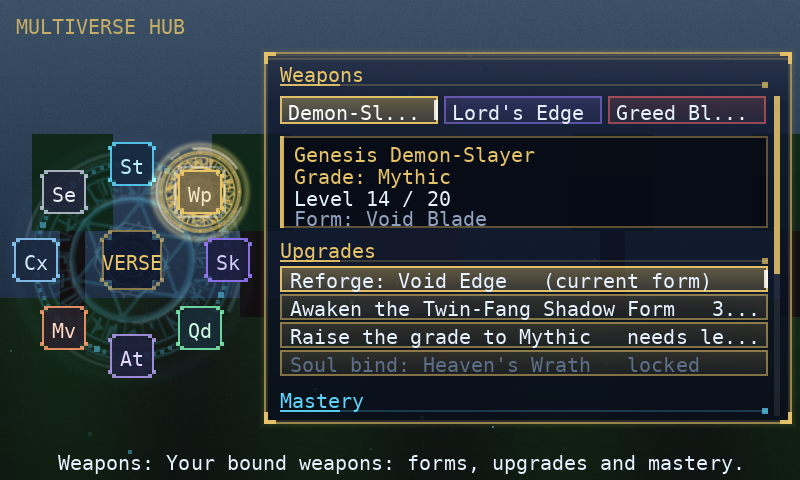 MULTIVERSE HUB
Weapons
Demon-Sl... Lord's Edge Greed Bl...
Genesis Demon-Slayer
Grade: Mythic
Level 14 / 20
Form: Void Blade
St
Se
Wp
Cx
VERSE
Sk
Mv
Qd
At
Upgrades
Reforge: Void Edge (current form)
Awaken the Twin-Fang Shadow Form 3...
Raise the grade to Mythic needs le...
Soul bind: Heaven's Wrath locked
Mastery
Weapons: Your bound weapons: forms, upgrades and mastery.